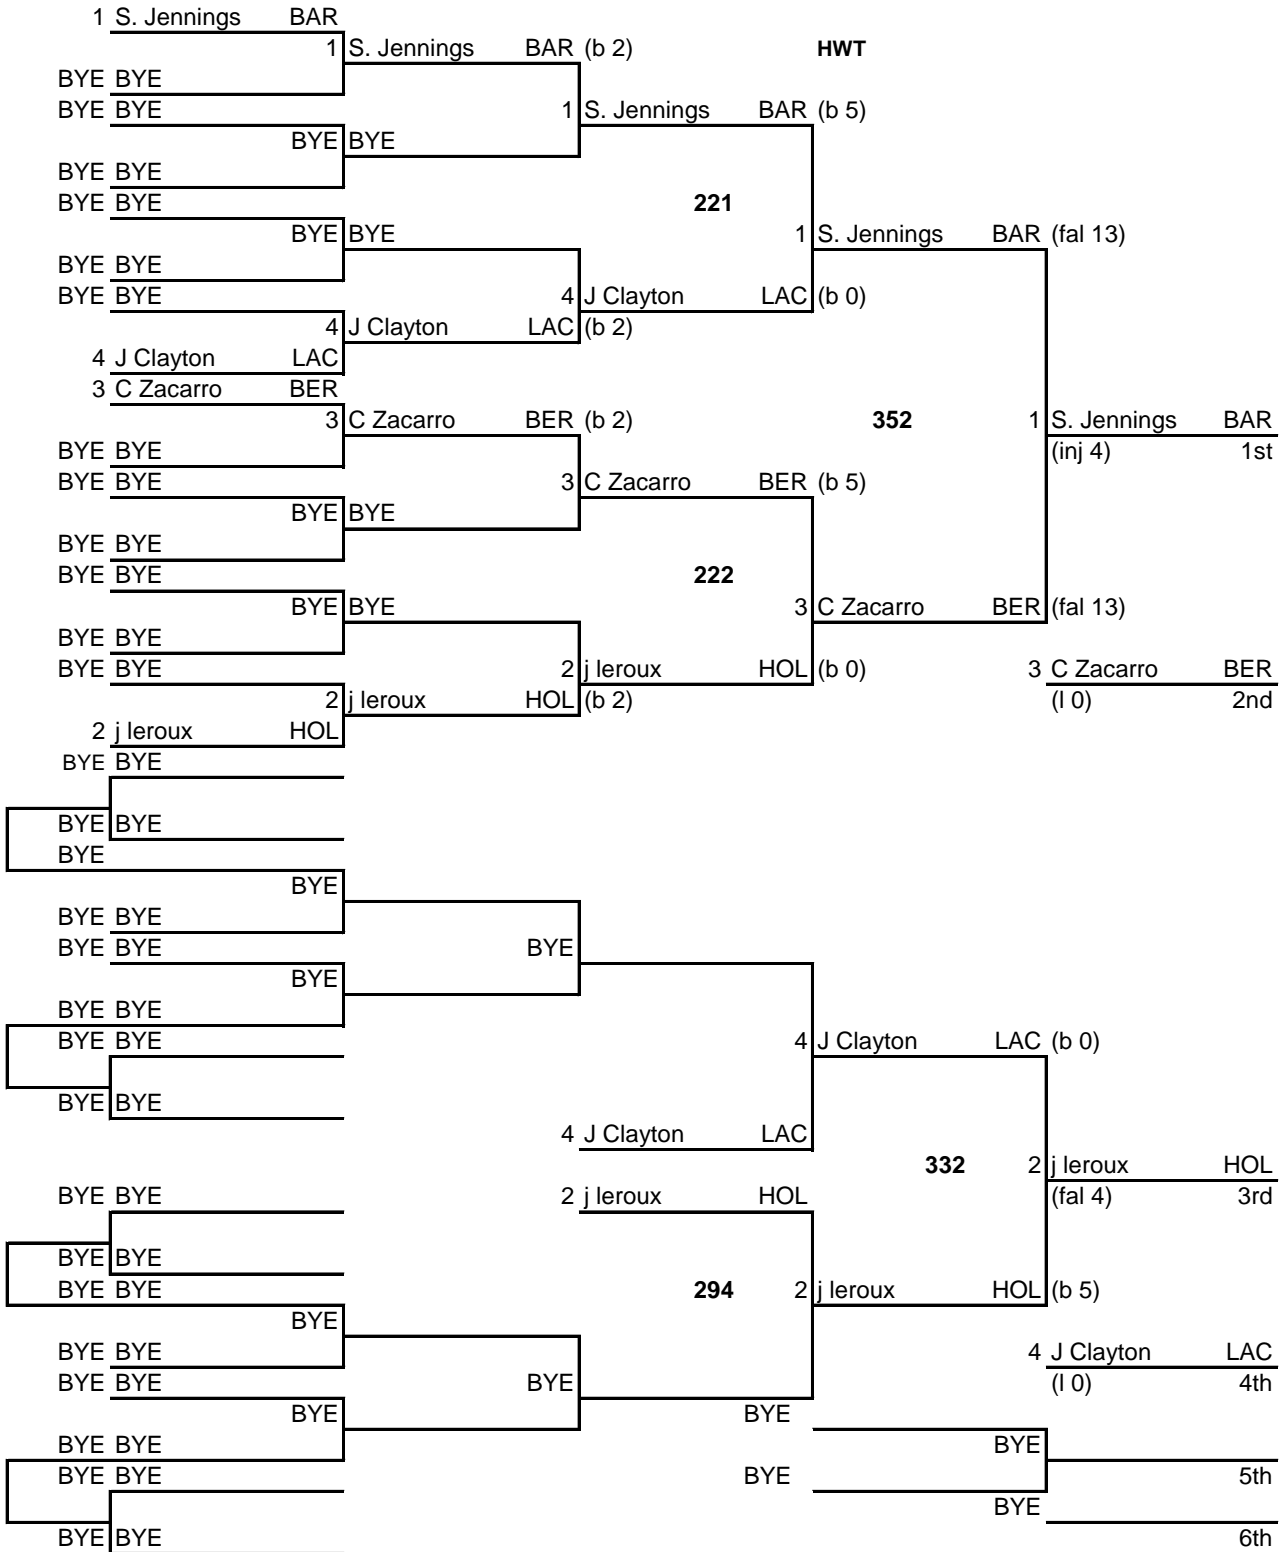 1 S. Jennings BAR
1 S. Jennings BAR (b 2) HWT
BYE BYE
BYE BYE 1 S. Jennings BAR (b 5)
BYE BYE
BYE BYE
BYE BYE 221
BYE BYE 1 S. Jennings BAR (fal 13)
BYE BYE
BYE BYE 4 J Clayton LAC (b 0)
4 J Clayton LAC (b 2)
4 J Clayton LAC
3 C Zacarro BER
3 C Zacarro BER (b 2) 352 1 S. Jennings BAR
BYE BYE (inj 4) 1st
BYE BYE 3 C Zacarro BER (b 5)
BYE BYE
BYE BYE
BYE BYE 222
BYE BYE 3 C Zacarro BER (fal 13)
BYE BYE
BYE BYE 2 j leroux HOL (b 0) 3 C Zacarro BER
2 j leroux HOL (b 2) (l 0) 2nd
2 j leroux HOL
BYE BYE
BYE BYE
BYE
BYE
BYE BYE
BYE BYE BYE
BYE
BYE BYE
BYE BYE 4 J Clayton LAC (b 0)
BYE BYE
4 J Clayton LAC
332 2 j leroux HOL
BYE BYE 2 j leroux HOL (fal 4) 3rd
BYE BYE
BYE BYE 294 2 j leroux HOL (b 5)
BYE
BYE BYE 4 J Clayton LAC
BYE BYE BYE (l 0) 4th
BYE BYE
BYE BYE BYE
BYE BYE BYE 5th
BYE
BYE BYE 6th